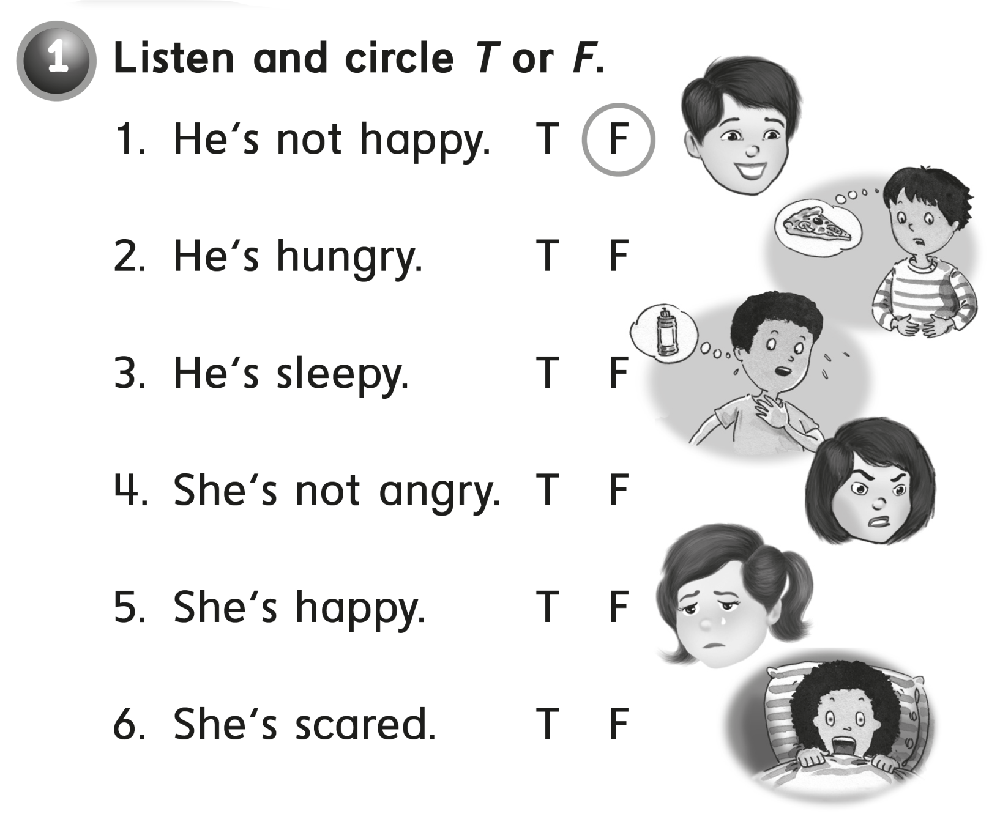 1 Listen and circle T or F.
1. He‘s not happy. T F
2. He‘s hungry. T F
3. He‘s sleepy. T F
4. She‘s not angry. T F
5. She‘s happy. T F
6. She‘s scared. T F